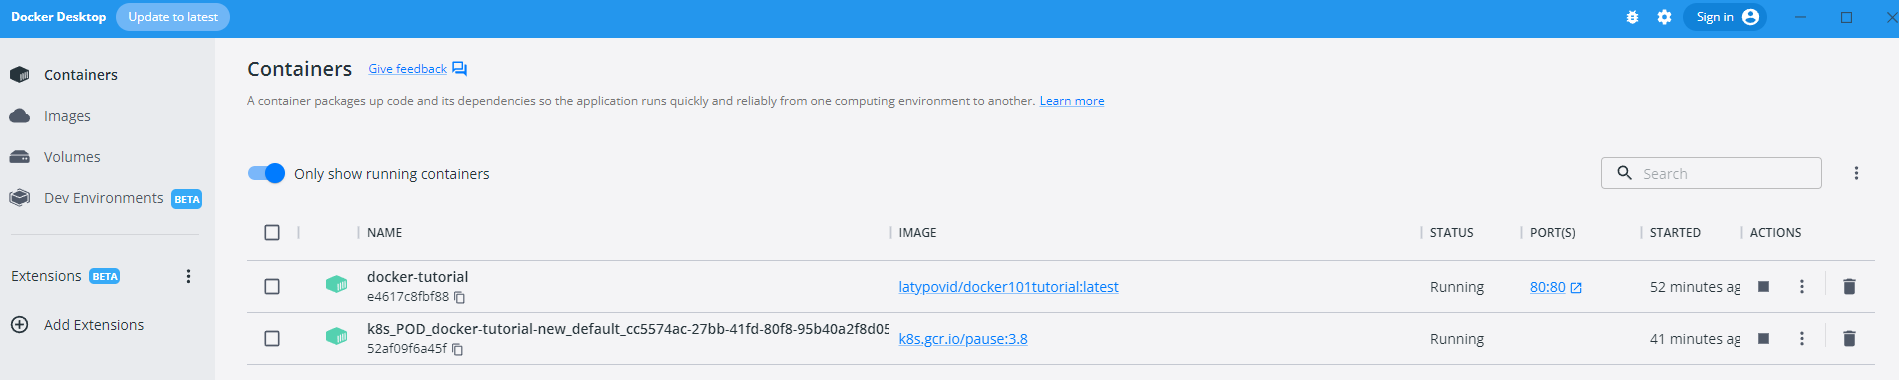 Docker Desktop Update to latest Sign in
Containers
Images
Volumes
Dev Environments BETA
Extensions BETA
Add Extensions
Containers Give feedback
A container packages up code and its dependencies so the application runs quickly and reliably from one computing environment to another. Learn more
Only show running containers Search
NAME IMAGE STATUS PORT(S) STARTED ACTIONS
docker-tutorial latypovid/docker101tutorial:latest Running 80:80 52 minutes ag
e4617c8fbf88
k8s_POD_docker-tutorial-new_default_cc5574ac-27bb-41fd-80f8-95b40a2f8d05 k8s.gcr.io/pause:3.8 Running 41 minutes ag
52af09f6a45f